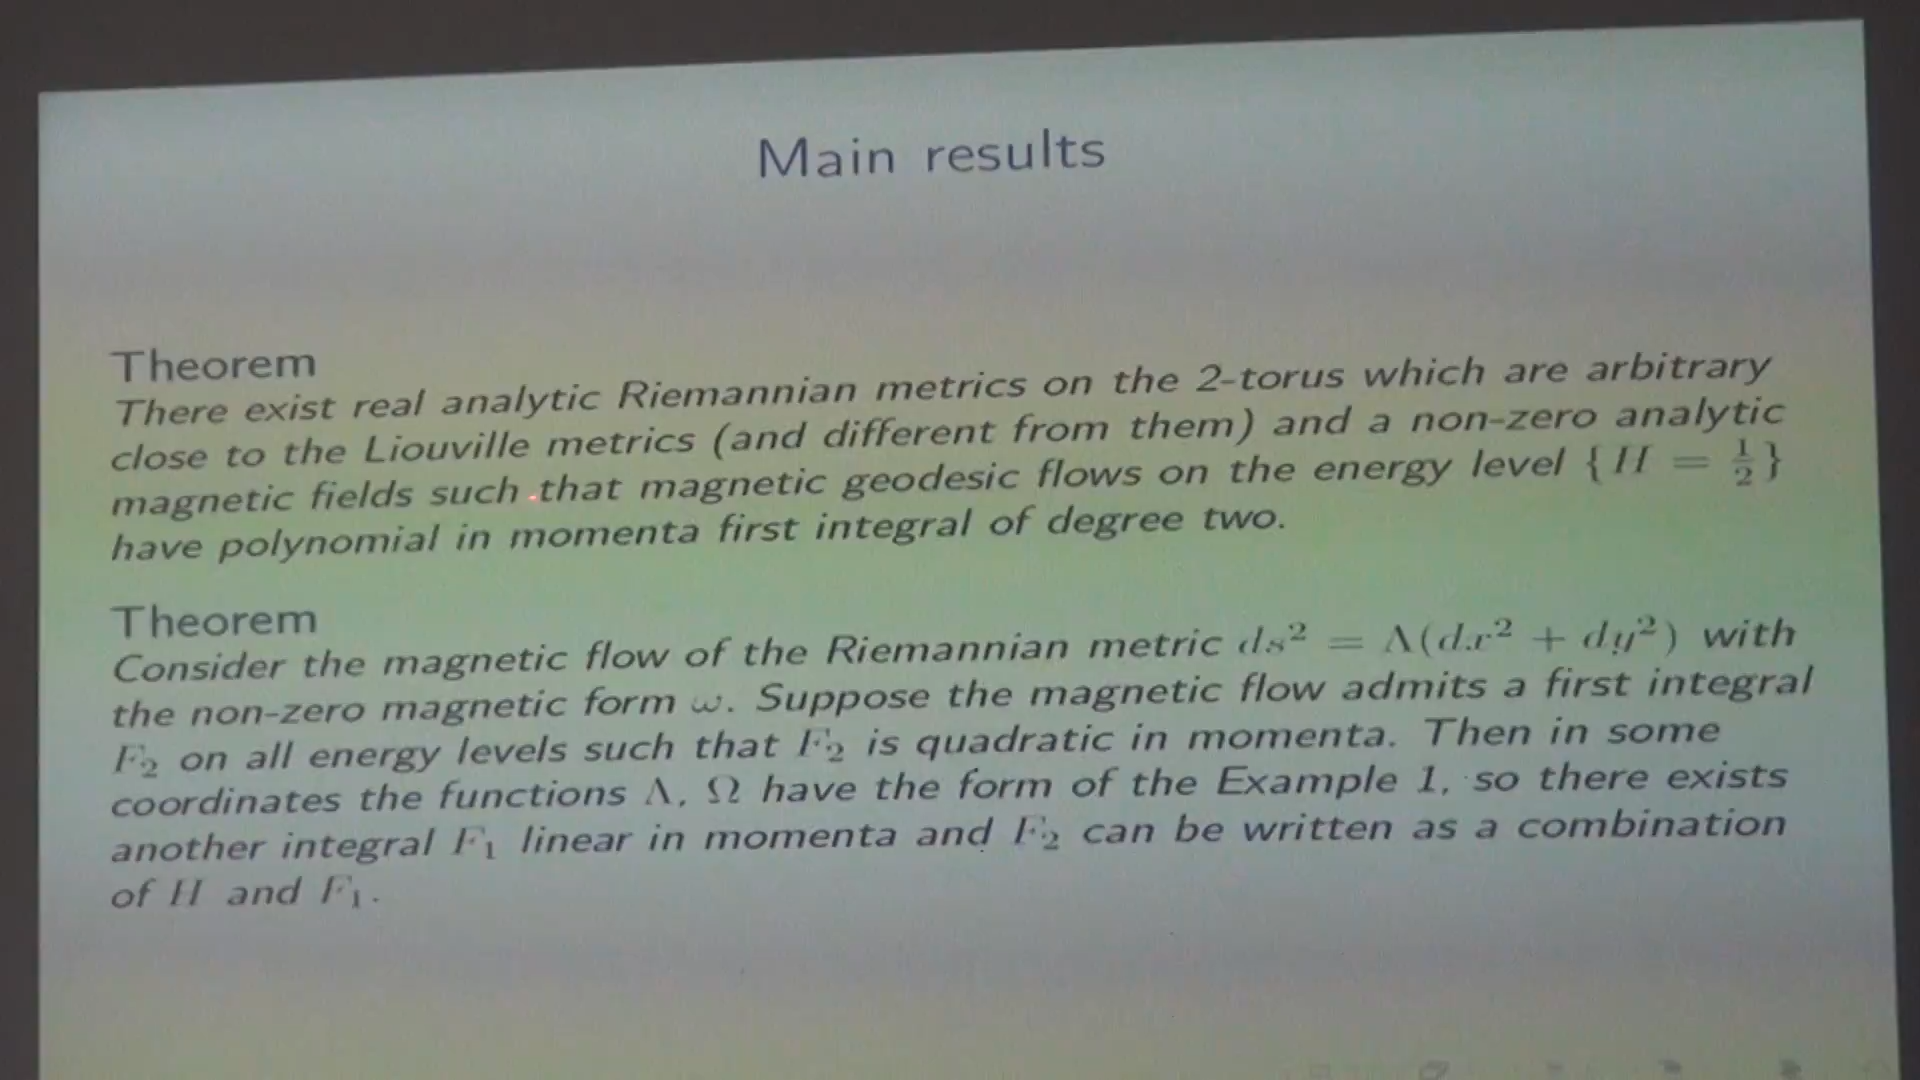 Main results
Theorem
There exist real analytic Riemannian metrics on the 2-torus which are arbitrary
close to the Liouville metrics (and different from them) and a non-zero analytic
magnetic fields such that magnetic geodesic flows on the energy level {H = 1/2}
have polynomial in momenta first integral of degree two.
Theorem
Consider the magnetic flow of the Riemannian metric ds² = Λ(dx² + dy²) with
the non-zero magnetic form ω. Suppose the magnetic flow admits a first integral
F₂ on all energy levels such that F₂ is quadratic in momenta. Then in some
coordinates the functions Λ, Ω have the form of the Example 1, so there exists
another integral F₁ linear in momenta and F₂ can be written as a combination
of H and F₁.